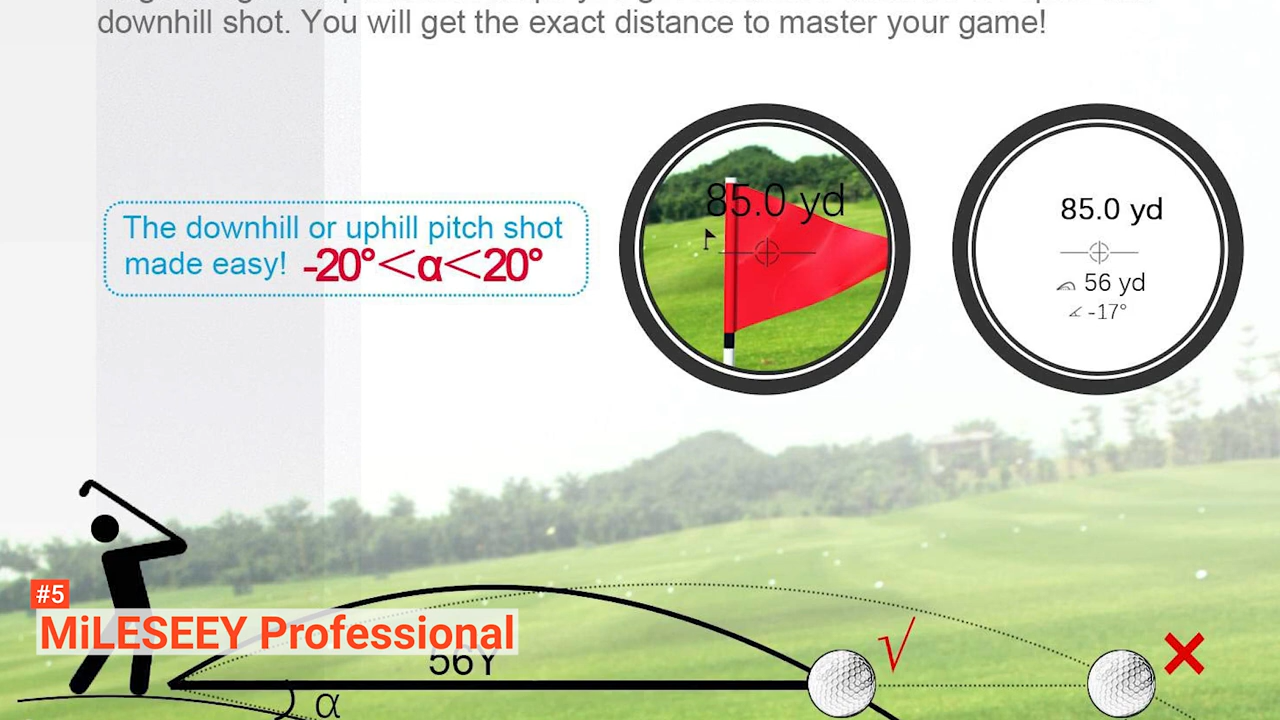 downhill shot. You will get the exact distance to master your game!
The downhill or uphill pitch shot
made easy! -20°<α<20°
85.0 yd
85.0 yd
56 yd
-17°
#5
MiLESEEY Professional
56Y
α